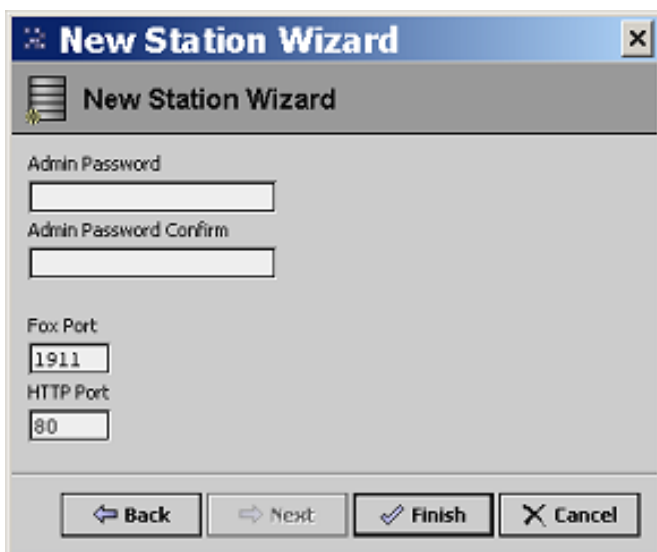 New Station Wizard
New Station Wizard
Admin Password
Admin Password Confirm
Fox Port
1911
HTTP Port
80
Back Next Finish Cancel